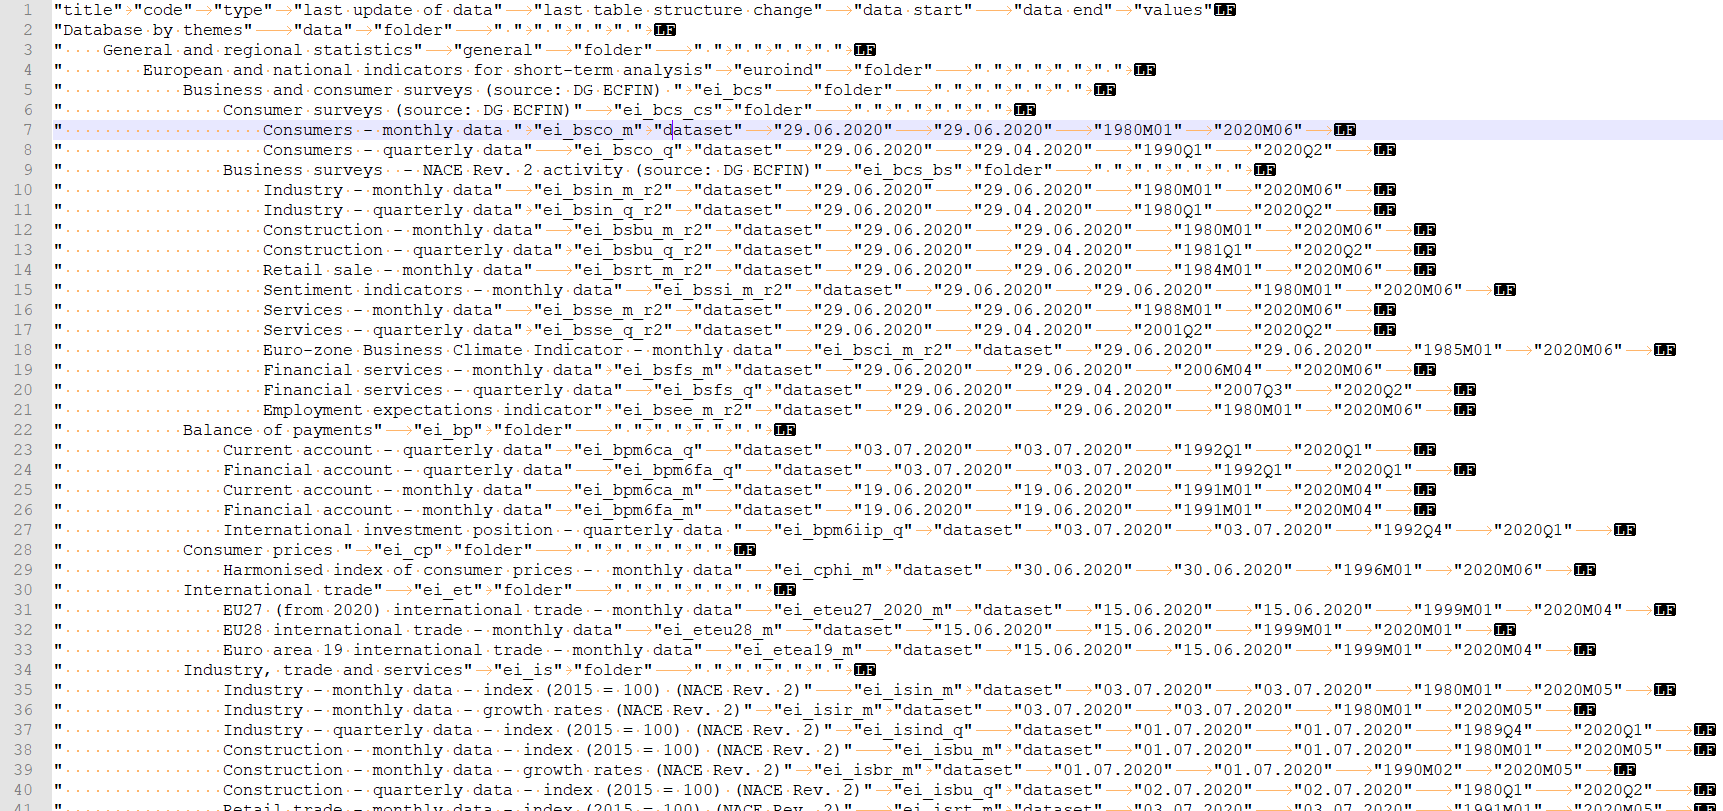 1 "title" "code" "type" "last update of data" "last table structure change" "data start" "data end" "values"LF
2 "Database by themes" "data" "folder" " " " " " " " "LF
3 "    General and regional statistics" "general" "folder" " " " " " " " "LF
4 "        European and national indicators for short-term analysis" "euroind" "folder" " " " " " " " "LF
5 "            Business and consumer surveys (source: DG ECFIN) " "ei_bcs" "folder" " " " " " " " "LF
6 "                Consumer surveys (source: DG ECFIN)" "ei_bcs_cs" "folder" " " " " " " " "LF
7 "                    Consumers - monthly data " "ei_bsco_m" "dataset" "29.06.2020" "29.06.2020" "1980M01" "2020M06" LF
8 "                    Consumers - quarterly data" "ei_bsco_q" "dataset" "29.06.2020" "29.04.2020" "1990Q1" "2020Q2" LF
9 "                Business surveys - NACE Rev. 2 activity (source: DG ECFIN)" "ei_bcs_bs" "folder" " " " " " " " "LF
10 "                    Industry - monthly data" "ei_bsin_m_r2" "dataset" "29.06.2020" "29.06.2020" "1980M01" "2020M06" LF
11 "                    Industry - quarterly data" "ei_bsin_q_r2" "dataset" "29.06.2020" "29.04.2020" "1980Q1" "2020Q2" LF
12 "                    Construction - monthly data" "ei_bsbu_m_r2" "dataset" "29.06.2020" "29.06.2020" "1980M01" "2020M06" LF
13 "                    Construction - quarterly data" "ei_bsbu_q_r2" "dataset" "29.06.2020" "29.04.2020" "1981Q1" "2020Q2" LF
14 "                    Retail sale - monthly data" "ei_bsrt_m_r2" "dataset" "29.06.2020" "29.06.2020" "1984M01" "2020M06" LF
15 "                    Sentiment indicators - monthly data" "ei_bssi_m_r2" "dataset" "29.06.2020" "29.06.2020" "1980M01" "2020M06" LF
16 "                    Services - monthly data" "ei_bsse_m_r2" "dataset" "29.06.2020" "29.06.2020" "1988M01" "2020M06" LF
17 "                    Services - quarterly data" "ei_bsse_q_r2" "dataset" "29.06.2020" "29.04.2020" "2001Q2" "2020Q2" LF
18 "                    Euro-zone Business Climate Indicator - monthly data" "ei_bsci_m_r2" "dataset" "29.06.2020" "29.06.2020" "1985M01" "2020M06" LF
19 "                    Financial services - monthly data" "ei_bsfs_m" "dataset" "29.06.2020" "29.06.2020" "2006M04" "2020M06" LF
20 "                    Financial services - quarterly data" "ei_bsfs_q" "dataset" "29.06.2020" "29.04.2020" "2007Q3" "2020Q2" LF
21 "                    Employment expectations indicator" "ei_bsee_m_r2" "dataset" "29.06.2020" "29.06.2020" "1980M01" "2020M06" LF
22 "            Balance of payments" "ei_bp" "folder" " " " " " " " "LF
23 "                Current account - quarterly data" "ei_bpm6ca_q" "dataset" "03.07.2020" "03.07.2020" "1992Q1" "2020Q1" LF
24 "                Financial account - quarterly data" "ei_bpm6fa_q" "dataset" "03.07.2020" "03.07.2020" "1992Q1" "2020Q1" LF
25 "                Current account - monthly data" "ei_bpm6ca_m" "dataset" "19.06.2020" "19.06.2020" "1991M01" "2020M04" LF
26 "                Financial account - monthly data" "ei_bpm6fa_m" "dataset" "19.06.2020" "19.06.2020" "1991M01" "2020M04" LF
27 "                International investment position - quarterly data " "ei_bpm6iip_q" "dataset" "03.07.2020" "03.07.2020" "1992Q4" "2020Q1" LF
28 "            Consumer prices " "ei_cp" "folder" " " " " " " " "LF
29 "                Harmonised index of consumer prices - monthly data" "ei_cphi_m" "dataset" "30.06.2020" "30.06.2020" "1996M01" "2020M06" LF
30 "            International trade" "ei_et" "folder" " " " " " " " "LF
31 "                EU27 (from 2020) international trade - monthly data" "ei_eteu27_2020_m" "dataset" "15.06.2020" "15.06.2020" "1999M01" "2020M04" LF
32 "                EU28 international trade - monthly data" "ei_eteu28_m" "dataset" "15.06.2020" "15.06.2020" "1999M01" "2020M01" LF
33 "                Euro area 19 international trade - monthly data" "ei_etea19_m" "dataset" "15.06.2020" "15.06.2020" "1999M01" "2020M04" LF
34 "            Industry, trade and services" "ei_is" "folder" " " " " " " " "LF
35 "                Industry - monthly data - index (2015 = 100) (NACE Rev. 2)" "ei_isin_m" "dataset" "03.07.2020" "03.07.2020" "1980M01" "2020M05" LF
36 "                Industry - monthly data - growth rates (NACE Rev. 2)" "ei_isir_m" "dataset" "03.07.2020" "03.07.2020" "1980M01" "2020M05" LF
37 "                Industry - quarterly data - index (2015 = 100) (NACE Rev. 2)" "ei_isind_q" "dataset" "01.07.2020" "01.07.2020" "1989Q4" "2020Q1" LF
38 "                Construction - monthly data - index (2015 = 100) (NACE Rev. 2)" "ei_isbu_m" "dataset" "01.07.2020" "01.07.2020" "1980M01" "2020M05" LF
39 "                Construction - monthly data - growth rates (NACE Rev. 2)" "ei_isbr_m" "dataset" "01.07.2020" "01.07.2020" "1990M02" "2020M05" LF
40 "                Construction - quarterly data - index (2015 = 100) (NACE Rev. 2)" "ei_isbu_q" "dataset" "02.07.2020" "02.07.2020" "1980Q1" "2020Q2" LF
41 "                Retail trade - monthly data - index (2015 = 100) (NACE Rev. 2)" "ei_isrt_m" "dataset" "03.07.2020" "03.07.2020" "1991M01" "2020M05" LF